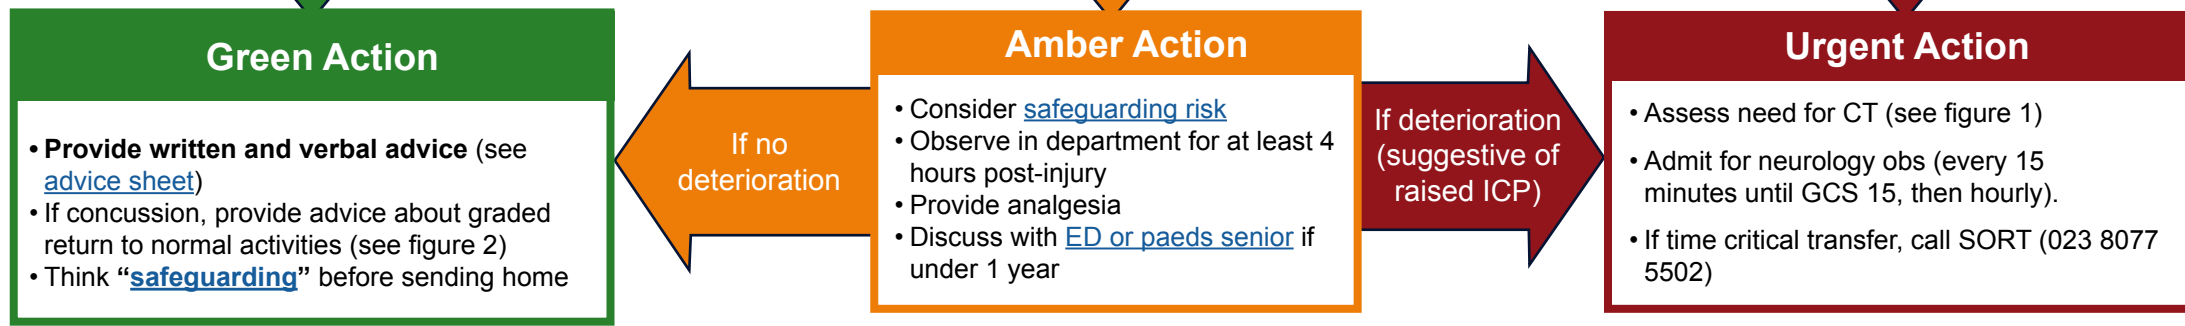 Green Action
• Provide written and verbal advice (see
advice sheet)
• If concussion, provide advice about graded
return to normal activities (see figure 2)
• Think “safeguarding” before sending home
If no
deterioration
Amber Action
• Consider safeguarding risk
• Observe in department for at least 4
hours post-injury
• Provide analgesia
• Discuss with ED or paeds senior if
under 1 year
If deterioration
(suggestive of
raised ICP)
Urgent Action
• Assess need for CT (see figure 1)
• Admit for neurology obs (every 15
minutes until GCS 15, then hourly).
• If time critical transfer, call SORT (023 8077
5502)